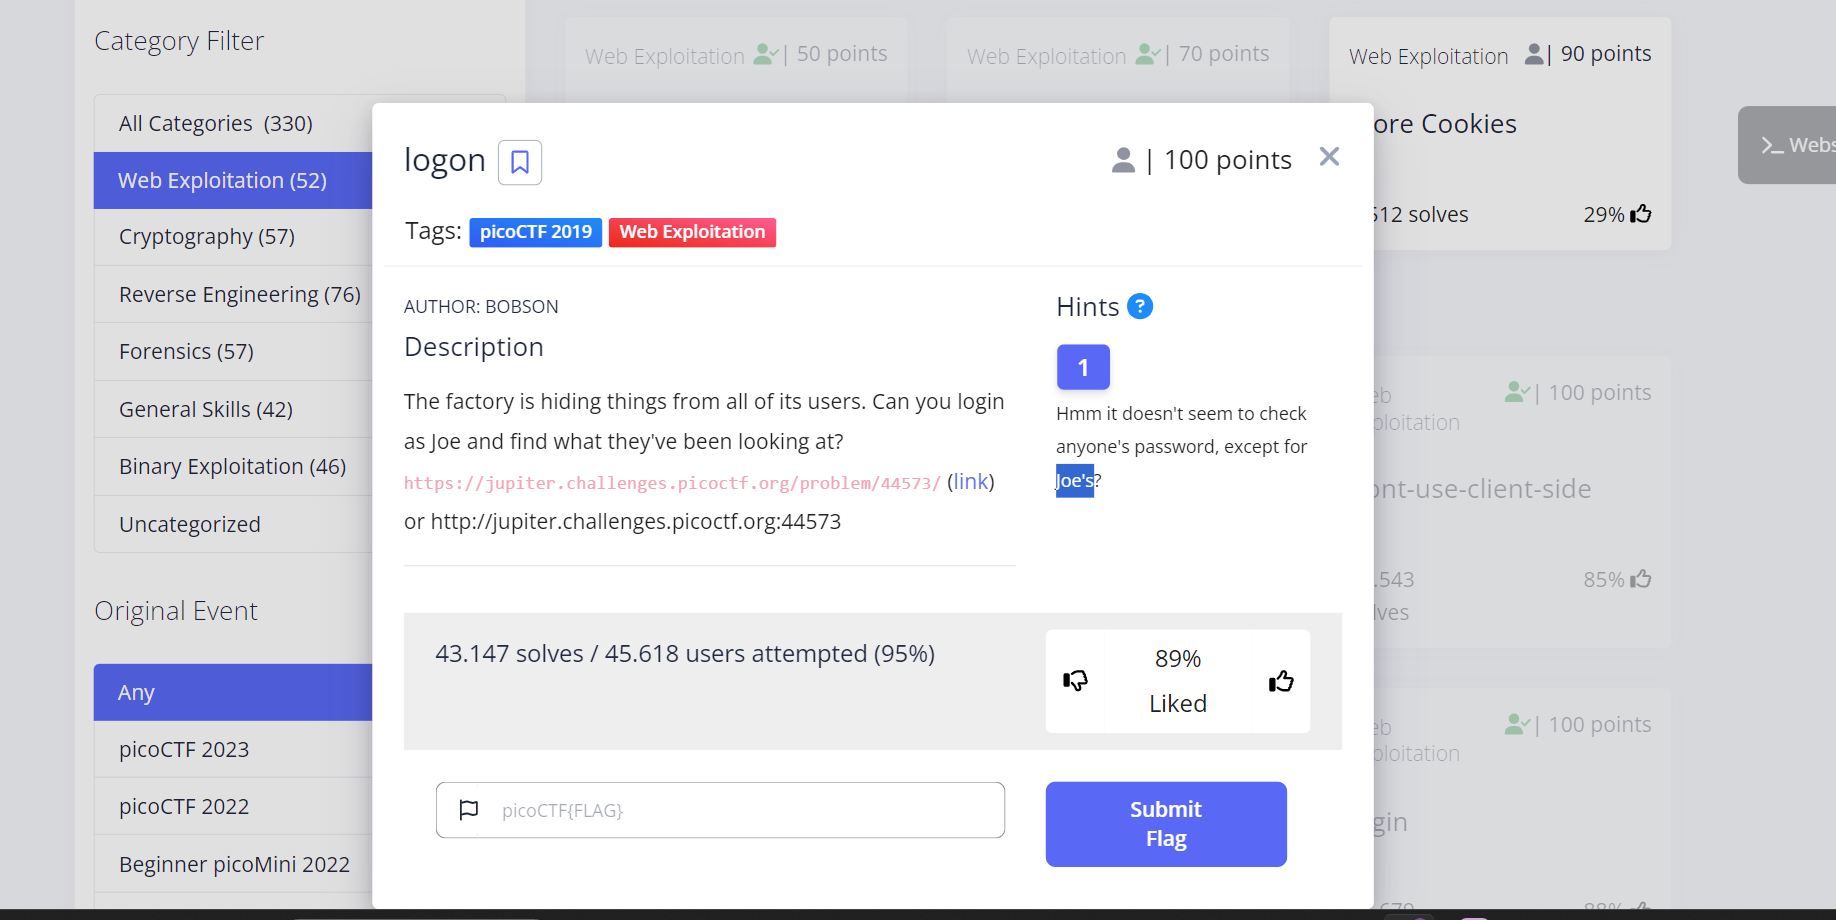 Category Filter
All Categories (330)
Web Exploitation (52)
Cryptography (57)
Reverse Engineering (76)
Forensics (57)
General Skills (42)
Binary Exploitation (46)
Uncategorized
Original Event
Any
picoCTF 2023
picoCTF 2022
Beginner picoMini 2022
Web Exploitation | 50 points
Web Exploitation | 70 points
Web Exploitation | 90 points
ore Cookies
512 solves
29%
>_ Webs
logon
| 100 points
Tags: picoCTF 2019 Web Exploitation
AUTHOR: BOBSON
Description
The factory is hiding things from all of its users. Can you login
as Joe and find what they've been looking at?
https://jupiter.challenges.picoctf.org/problem/44573/ (link)
or http://jupiter.challenges.picoctf.org:44573
Hints ?
1
Hmm it doesn't seem to check
anyone's password, except for
Joe's?
43.147 solves / 45.618 users attempted (95%)
89%
Liked
picoCTF{FLAG}
Submit
Flag
eb
ploitation
| 100 points
ont-use-client-side
.543
lves
85%
eb
ploitation
| 100 points
gin